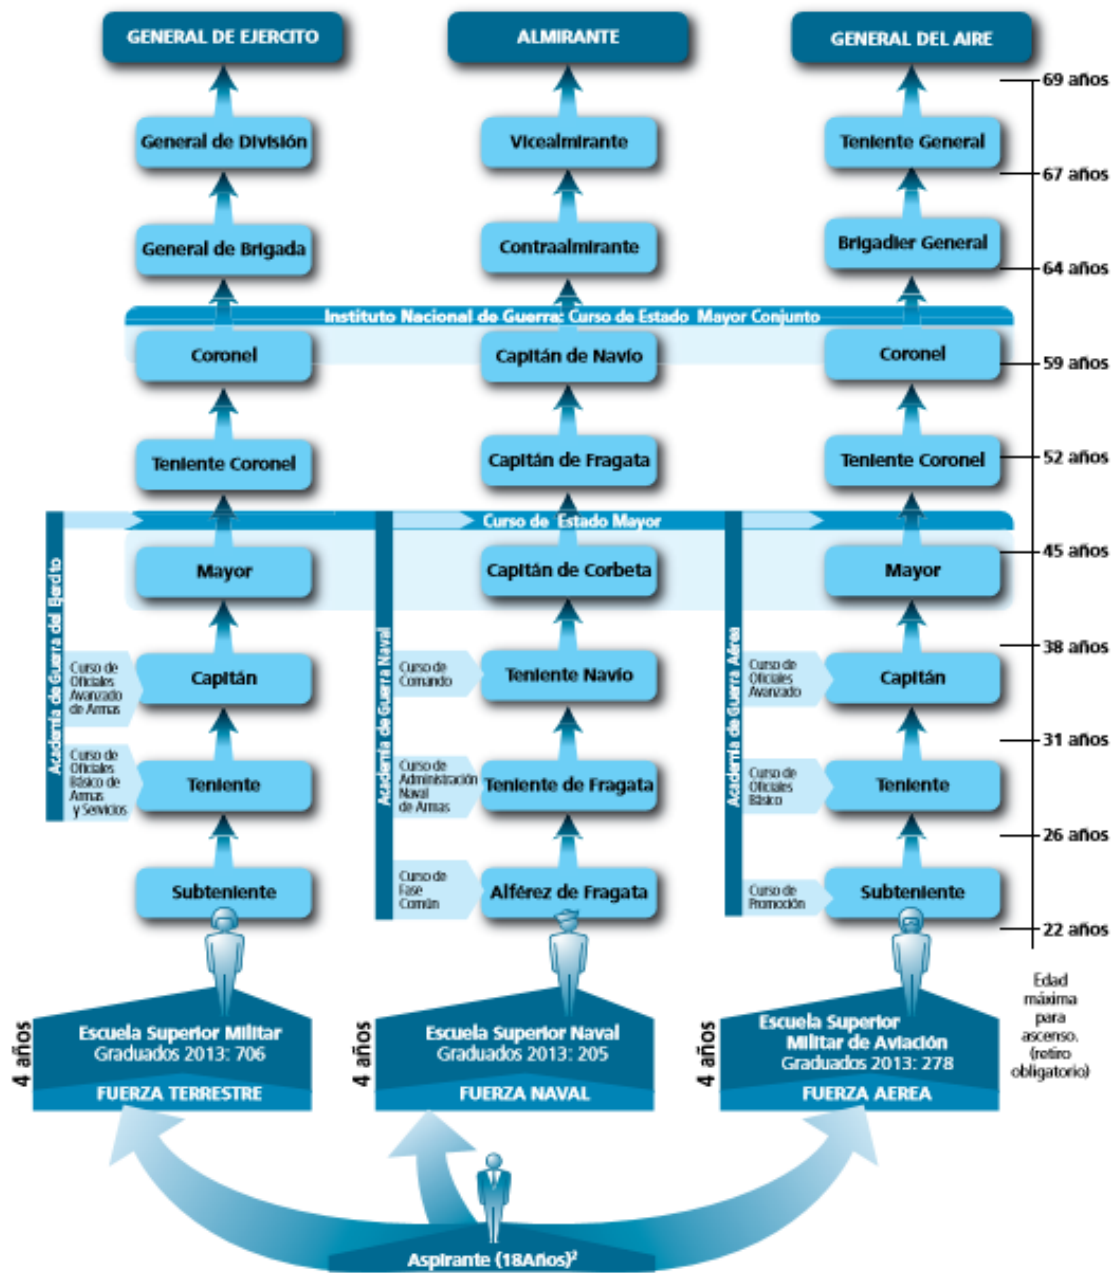 GENERAL DE EJERCITO
ALMIRANTE
GENERAL DEL AIRE
69 años
General de División
Vicealmirante
Teniente General
67 años
General de Brigada
Contraalmirante
Brigadier General
64 años
Instituto Nacional de Guerra: Curso de Estado Mayor Conjunto
Coronel
Capitán de Navío
Coronel
59 años
Teniente Coronel
Capitán de Fragata
Teniente Coronel
52 años
Curso de Estado Mayor
Mayor
Capitán de Corbeta
Mayor
45 años
Academia de Guerra del Ejército
Academia de Guerra Naval
Academia de Guerra Aérea
38 años
Curso de
Oficiales
Avanzado
de Armas
Capitán
Curso de
Comando
Teniente Navío
Curso de
Oficiales
Avanzado
Capitán
31 años
Curso de
Oficiales
Básico de
Armas
y Servicios
Teniente
Curso de
Administración
Naval
de Armas
Teniente de Fragata
Curso de
Oficiales
Básico
Teniente
26 años
Subteniente
Curso de
Fase
Común
Alférez de Fragata
Curso de
Promoción
Subteniente
22 años
Edad
máxima
para
ascenso.
(retiro
obligatorio)
4 años
Escuela Superior Militar
Graduados 2013: 706
FUERZA TERRESTRE
4 años
Escuela Superior Naval
Graduados 2013: 205
FUERZA NAVAL
4 años
Escuela Superior
Militar de Aviación
Graduados 2013: 278
FUERZA AEREA
Aspirante (18Años)²